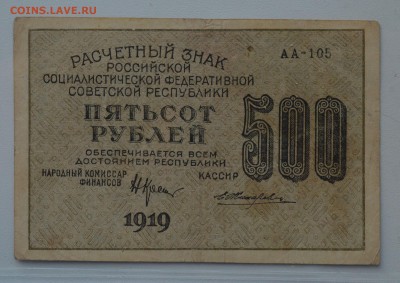 COINS.LAVE.RU
РАСЧЕТНЫЙ ЗНАК
АА-105
РОССИЙСКОЙ
СОЦИАЛИСТИЧЕСКОЙ ФЕДЕРАТИВНОЙ
СОВЕТСКОЙ РЕСПУБЛИКИ
ПЯТЬСОТ
РУБЛЕЙ
500
ОБЕСПЕЧИВАЕТСЯ ВСЕМ
ДОСТОЯНИЕМ РЕСПУБЛИКИ
НАРОДНЫЙ КОМИССАР
ФИНАНСОВ
КАССИР
1919